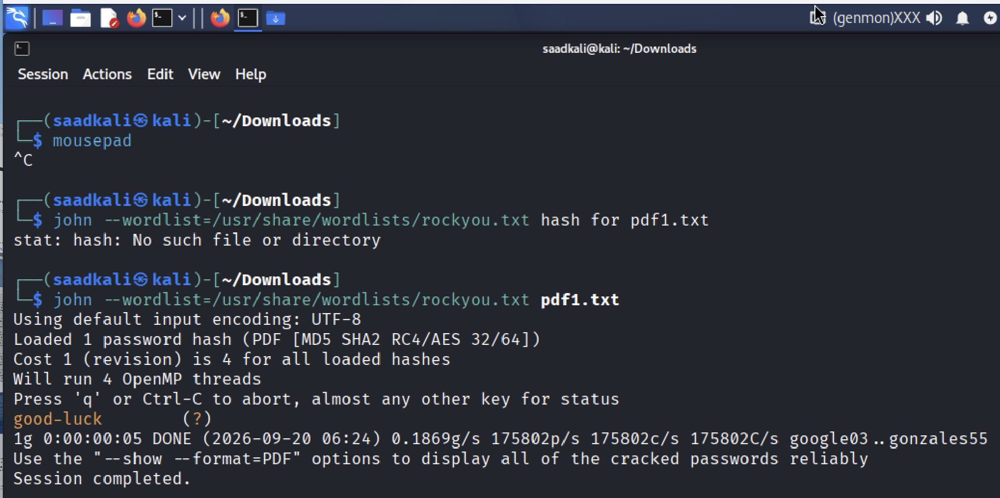 (genmon)XXX
saadkali@kali: ~/Downloads
Session Actions Edit View Help
┌──(saadkali㉿kali)-[~/Downloads]
└─$ mousepad
^C
┌──(saadkali㉿kali)-[~/Downloads]
└─$ john --wordlist=/usr/share/wordlists/rockyou.txt hash for pdf1.txt
stat: hash: No such file or directory
┌──(saadkali㉿kali)-[~/Downloads]
└─$ john --wordlist=/usr/share/wordlists/rockyou.txt pdf1.txt
Using default input encoding: UTF-8
Loaded 1 password hash (PDF [MD5 SHA2 RC4/AES 32/64])
Cost 1 (revision) is 4 for all loaded hashes
Will run 4 OpenMP threads
Press 'q' or Ctrl-C to abort, almost any other key for status
good-luck        (?)
1g 0:00:00:05 DONE (2026-09-20 06:24) 0.1869g/s 175802p/s 175802c/s 175802C/s google03..gonzales55
Use the "--show --format=PDF" options to display all of the cracked passwords reliably
Session completed.